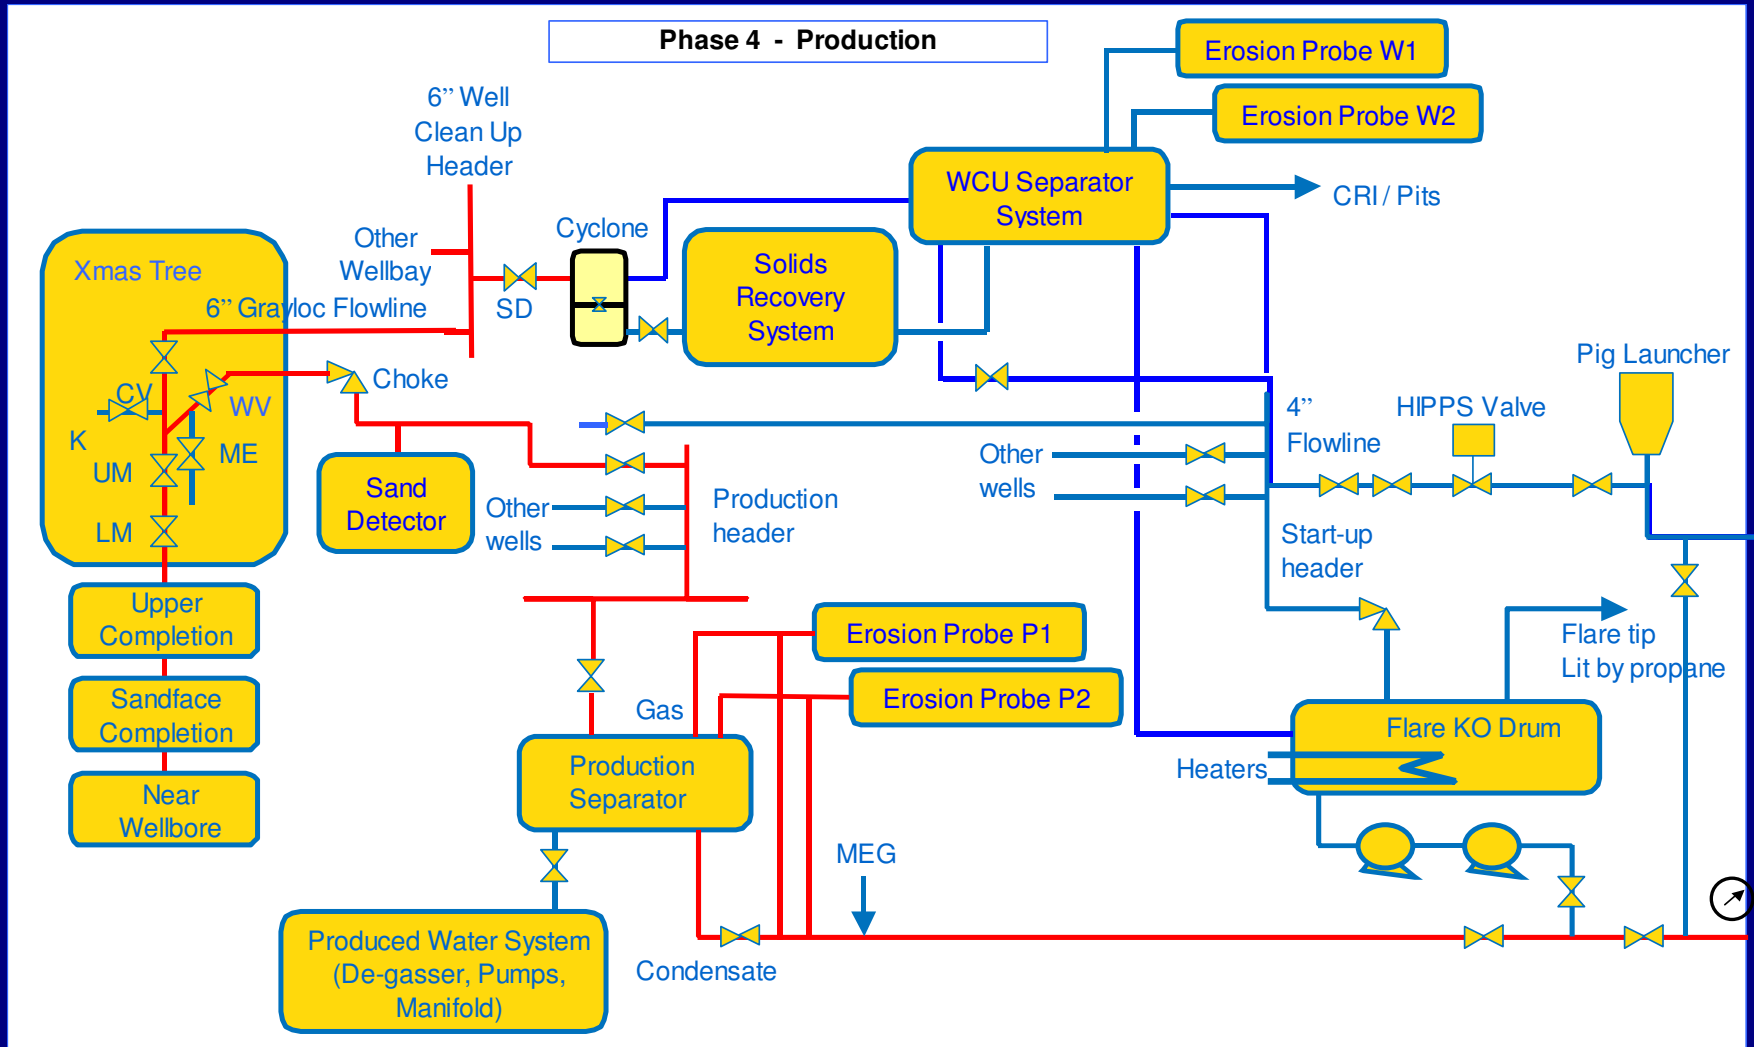 Phase 4  -  Production
Erosion Probe W1
Erosion Probe W2
6” Well
Clean Up
Header
WCU Separator
System
CRI / Pits
Other
Wellbay
Cyclone
Xmas Tree
Solids
Recovery
System
6” Grayloc Flowline
SD
Pig Launcher
Choke
CV
WV
4”
Flowline
HIPPS Valve
K
UM
ME
Other
wells
Sand
Detector
Other
wells
Production
header
LM
Start-up
header
Upper
Completion
Erosion Probe P1
Flare tip
Lit by propane
Sandface
Completion
Gas
Erosion Probe P2
Flare KO Drum
Heaters
Production
Separator
Near
Wellbore
MEG
Produced Water System
(De-gasser, Pumps,
Manifold)
Condensate